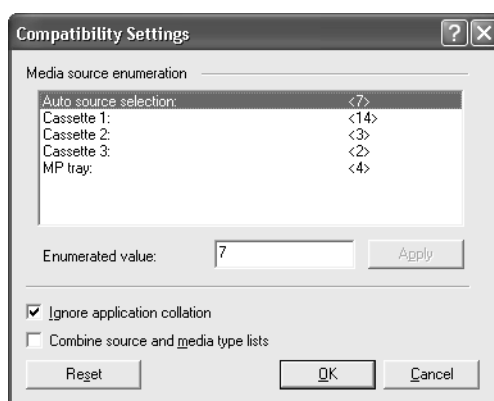 Compatibility Settings
Media source enumeration
Auto source selection: <7>
Cassette 1: <14>
Cassette 2: <3>
Cassette 3: <2>
MP tray: <4>
Enumerated value: 7 Apply
Ignore application collation
Combine source and media type lists
Reset OK Cancel